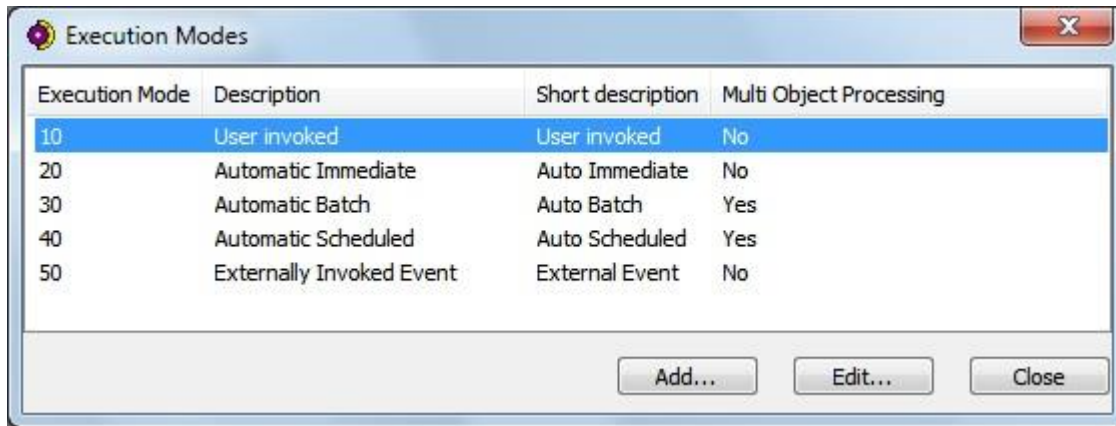 Execution Modes
Execution Mode Description Short description Multi Object Processing
10 User invoked User invoked No
20 Automatic Immediate Auto Immediate No
30 Automatic Batch Auto Batch Yes
40 Automatic Scheduled Auto Scheduled Yes
50 Externally Invoked Event External Event No
Add... Edit... Close